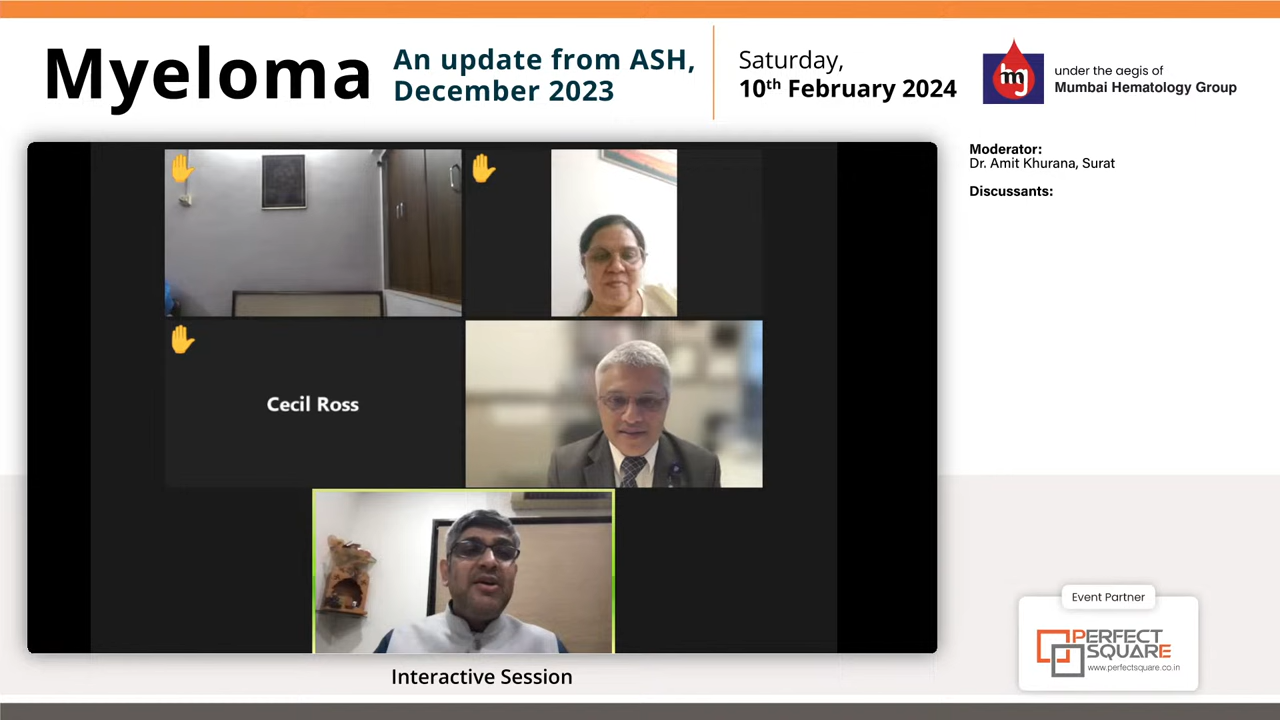 Myeloma
An update from ASH,
December 2023
Saturday,
10th February 2024
mg
under the aegis of
Mumbai Hematology Group
Moderator:
Dr. Amit Khurana, Surat
Discussants:
Cecil Ross
Interactive Session
Event Partner
PERFECT
SQUARE
www.perfectsquare.co.in